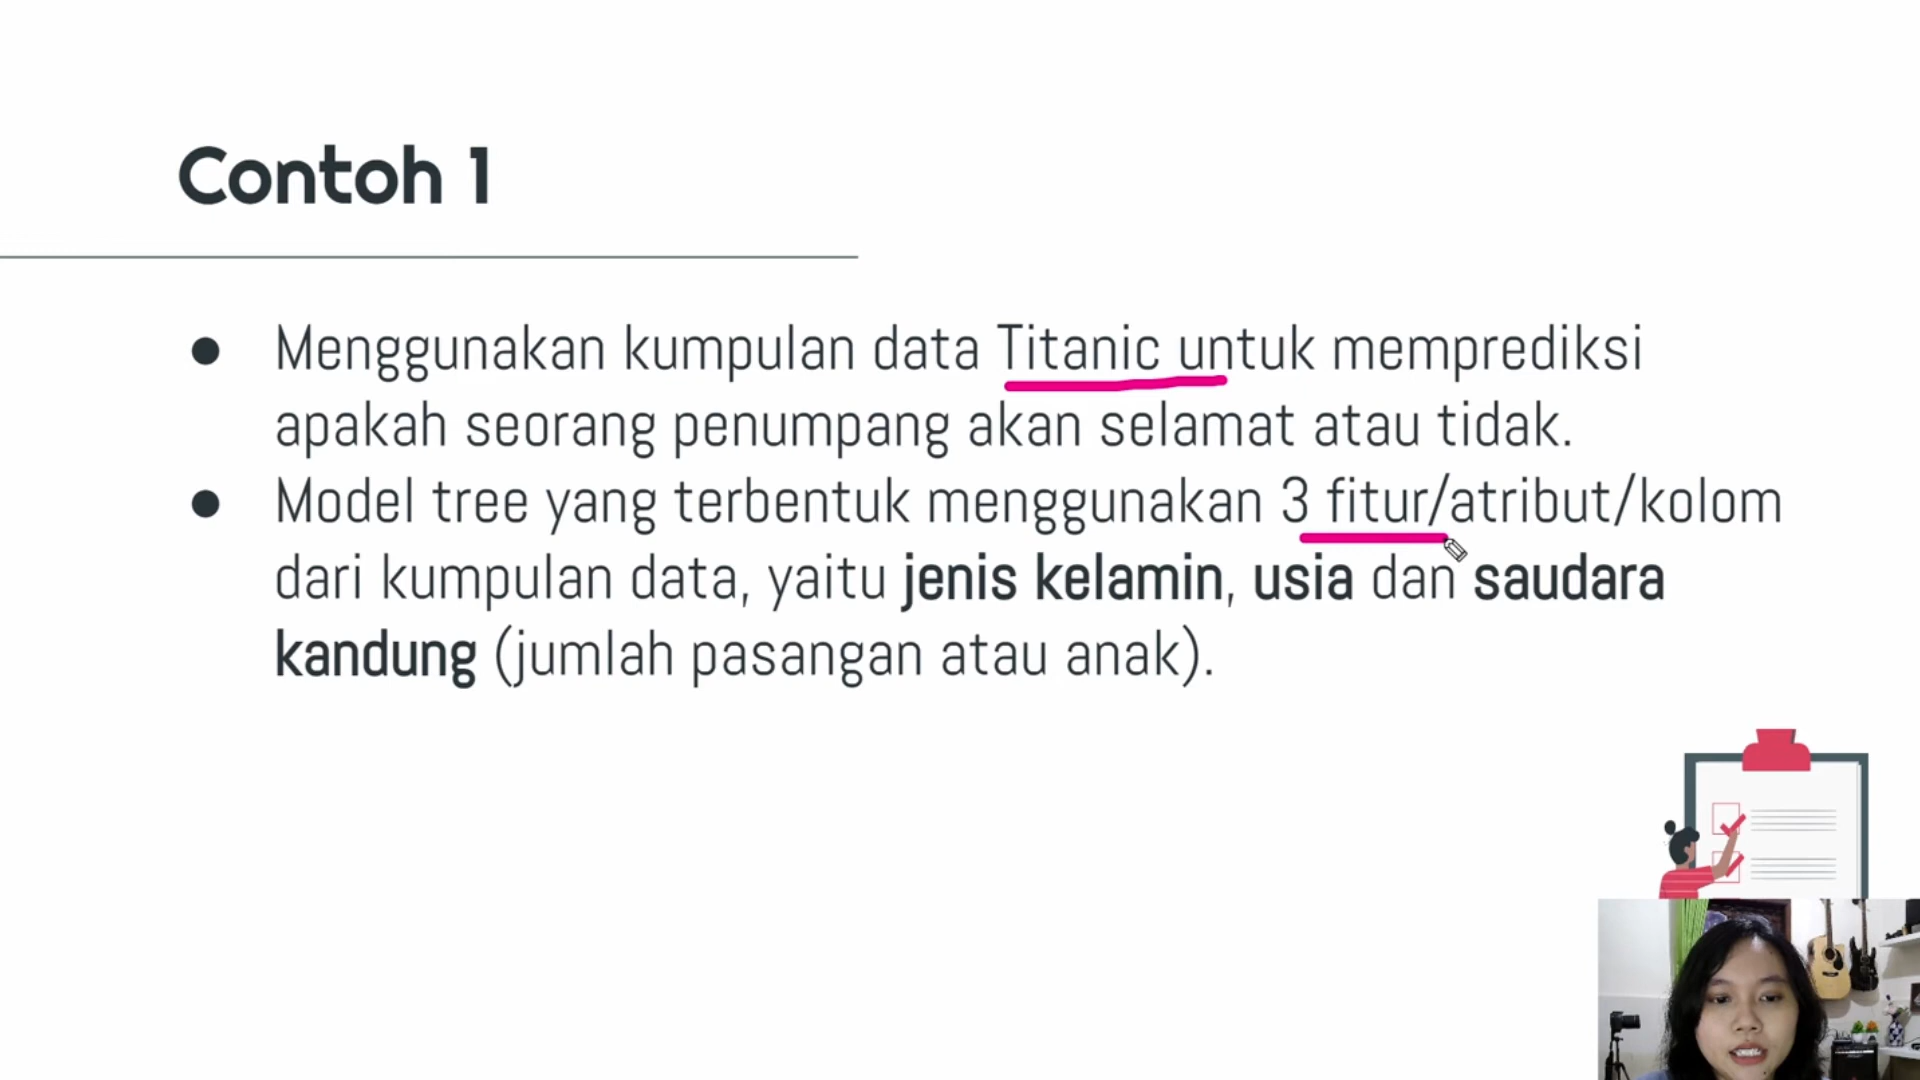 Contoh 1
● Menggunakan kumpulan data Titanic untuk memprediksi
apakah seorang penumpang akan selamat atau tidak.
● Model tree yang terbentuk menggunakan 3 fitur/atribut/kolom
dari kumpulan data, yaitu jenis kelamin, usia dan saudara
kandung (jumlah pasangan atau anak).